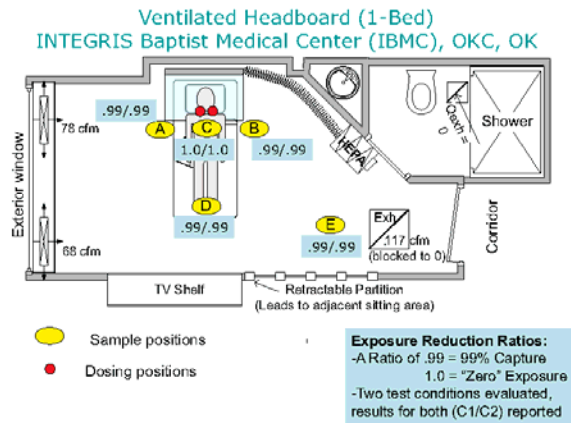 Ventilated Headboard (1-Bed)
INTEGRIS Baptist Medical Center (IBMC), OKC, OK
.99/.99
78 cfm
A
C
B
1.0/1.0
.99/.99
HEPA
Qexh = 0
Shower
Exterior window
D
.99/.99
E
.99/.99
Exh
.117 cfm
(blocked to 0)
Corridor
68 cfm
TV Shelf
Retractable Partition
(Leads to adjacent sitting area)
Sample positions
Dosing positions
Exposure Reduction Ratios:
-A Ratio of .99 = 99% Capture
1.0 = "Zero" Exposure
-Two test conditions evaluated,
results for both (C1/C2) reported